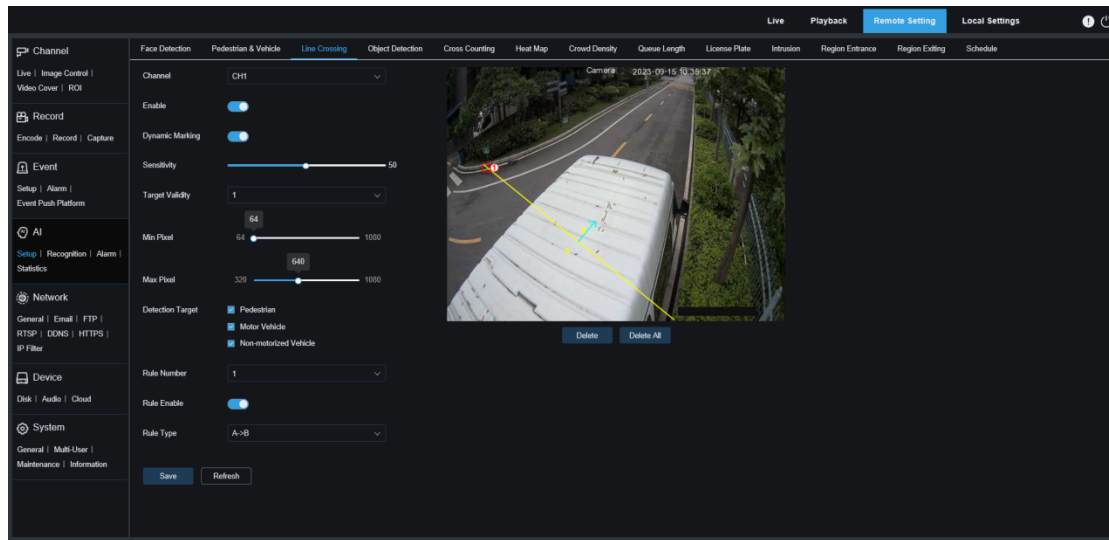 Live Playback Remote Setting Local Settings
Channel
Live | Image Control |
Video Cover | ROI
Record
Encode | Record | Capture
Event
Setup | Alarm |
Event Push Platform
AI
Setup | Recognition | Alarm |
Statistics
Network
General | Email | FTP |
RTSP | DDNS | HTTPS |
IP Filter
Device
Disk | Audio | Cloud
System
General | Multi-User |
Maintenance | Information
Face Detection Pedestrian & Vehicle Line Crossing Object Detection Cross Counting Heat Map Crowd Density Queue Length License Plate Intrusion Region Entrance Region Exiting Schedule
Channel CH1
Enable
Dynamic Marking
Sensitivity 50
Target Validity 1
64
Min Pixel 64 1080
640
Max Pixel 320 1080
Detection Target Pedestrian
Motor Vehicle
Non-motorized Vehicle
Rule Number 1
Rule Enable
Rule Type A->B
Save Refresh
Camera 2023-09-15 10:35:37
1
Delete Delete All